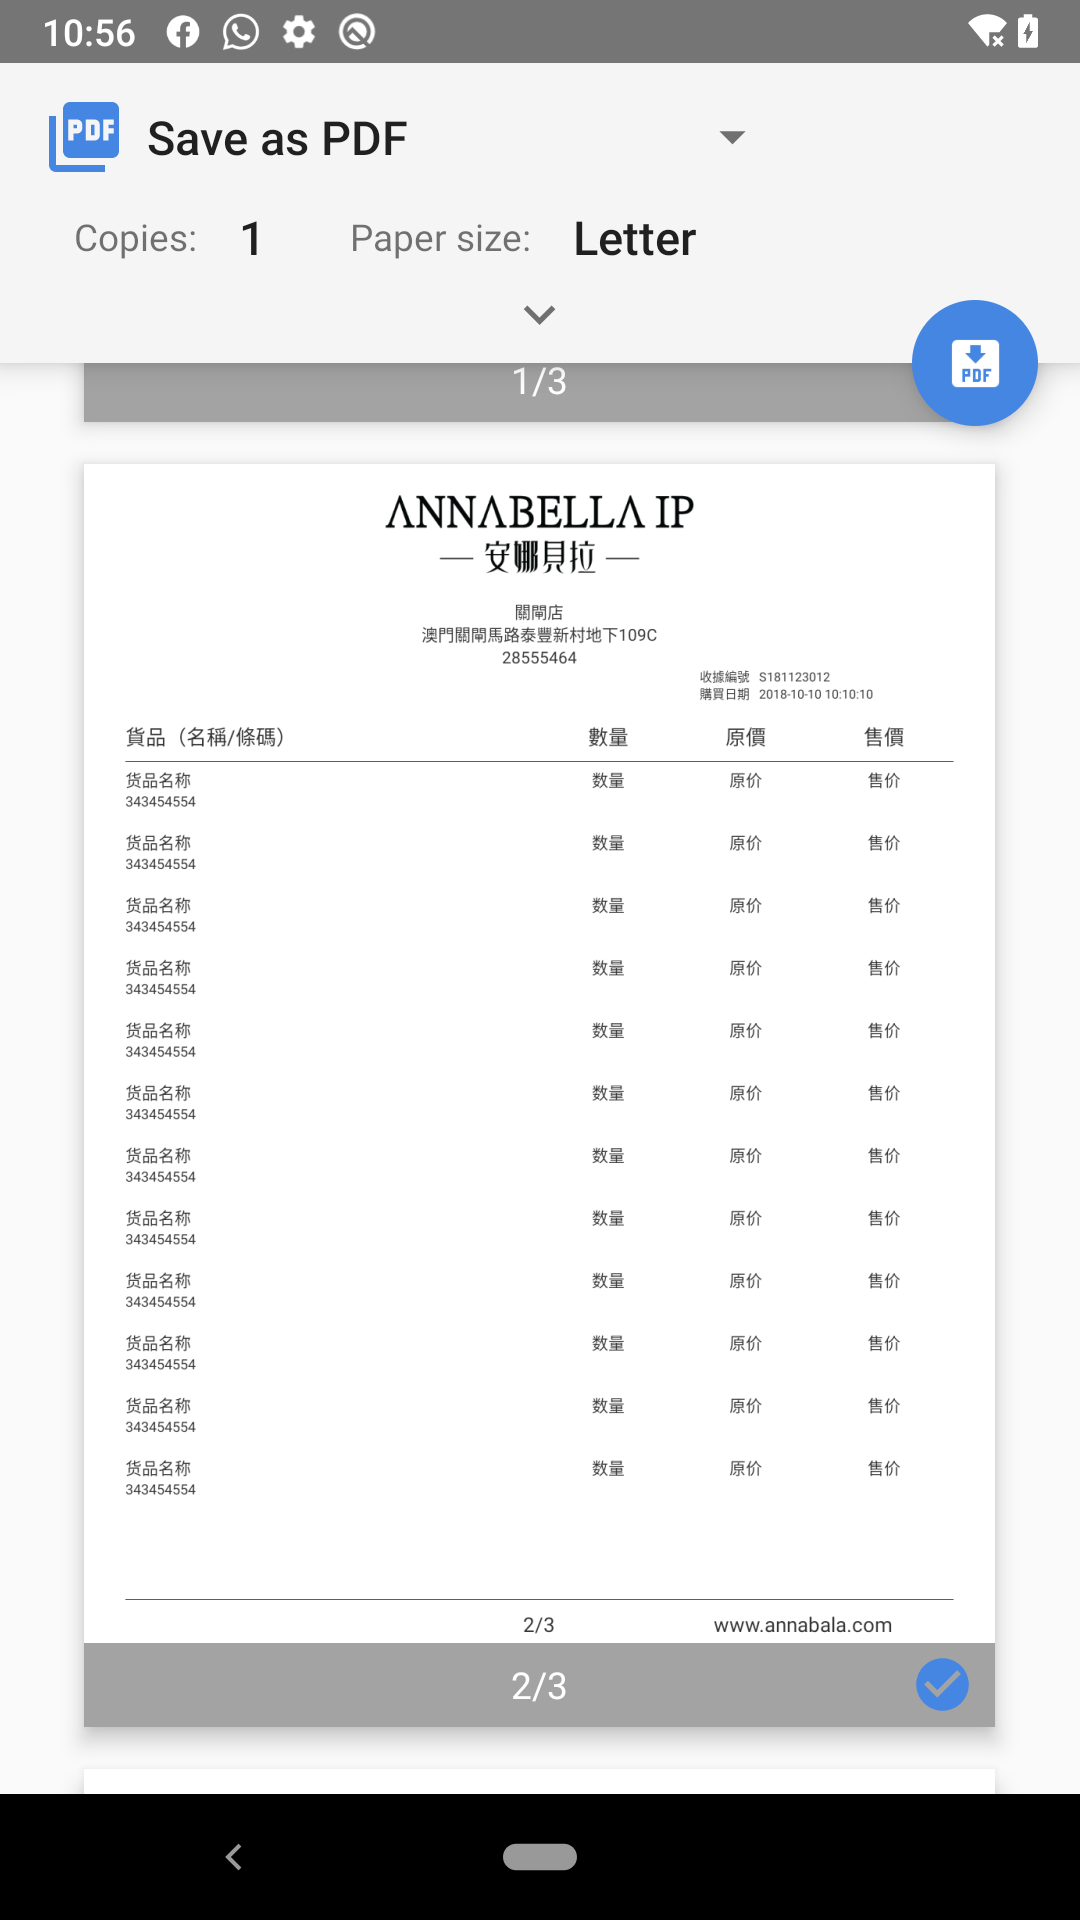 10:56
PDF Save as PDF
Copies: 1 Paper size: Letter
PDF
1/3
ANNABELLA IP
安娜貝拉
關閘店
澳門關閘馬路泰豐新村地下109C
28555464
收據編號 S181123012
購買日期 2018-10-10 10:10:10
貨品（名稱/條碼） 數量 原價 售價
货品名称 数量 原价 售价
343454554
货品名称 数量 原价 售价
343454554
货品名称 数量 原价 售价
343454554
货品名称 数量 原价 售价
343454554
货品名称 数量 原价 售价
343454554
货品名称 数量 原价 售价
343454554
货品名称 数量 原价 售价
343454554
货品名称 数量 原价 售价
343454554
货品名称 数量 原价 售价
343454554
货品名称 数量 原价 售价
343454554
货品名称 数量 原价 售价
343454554
货品名称 数量 原价 售价
343454554
2/3 www.annabala.com
2/3